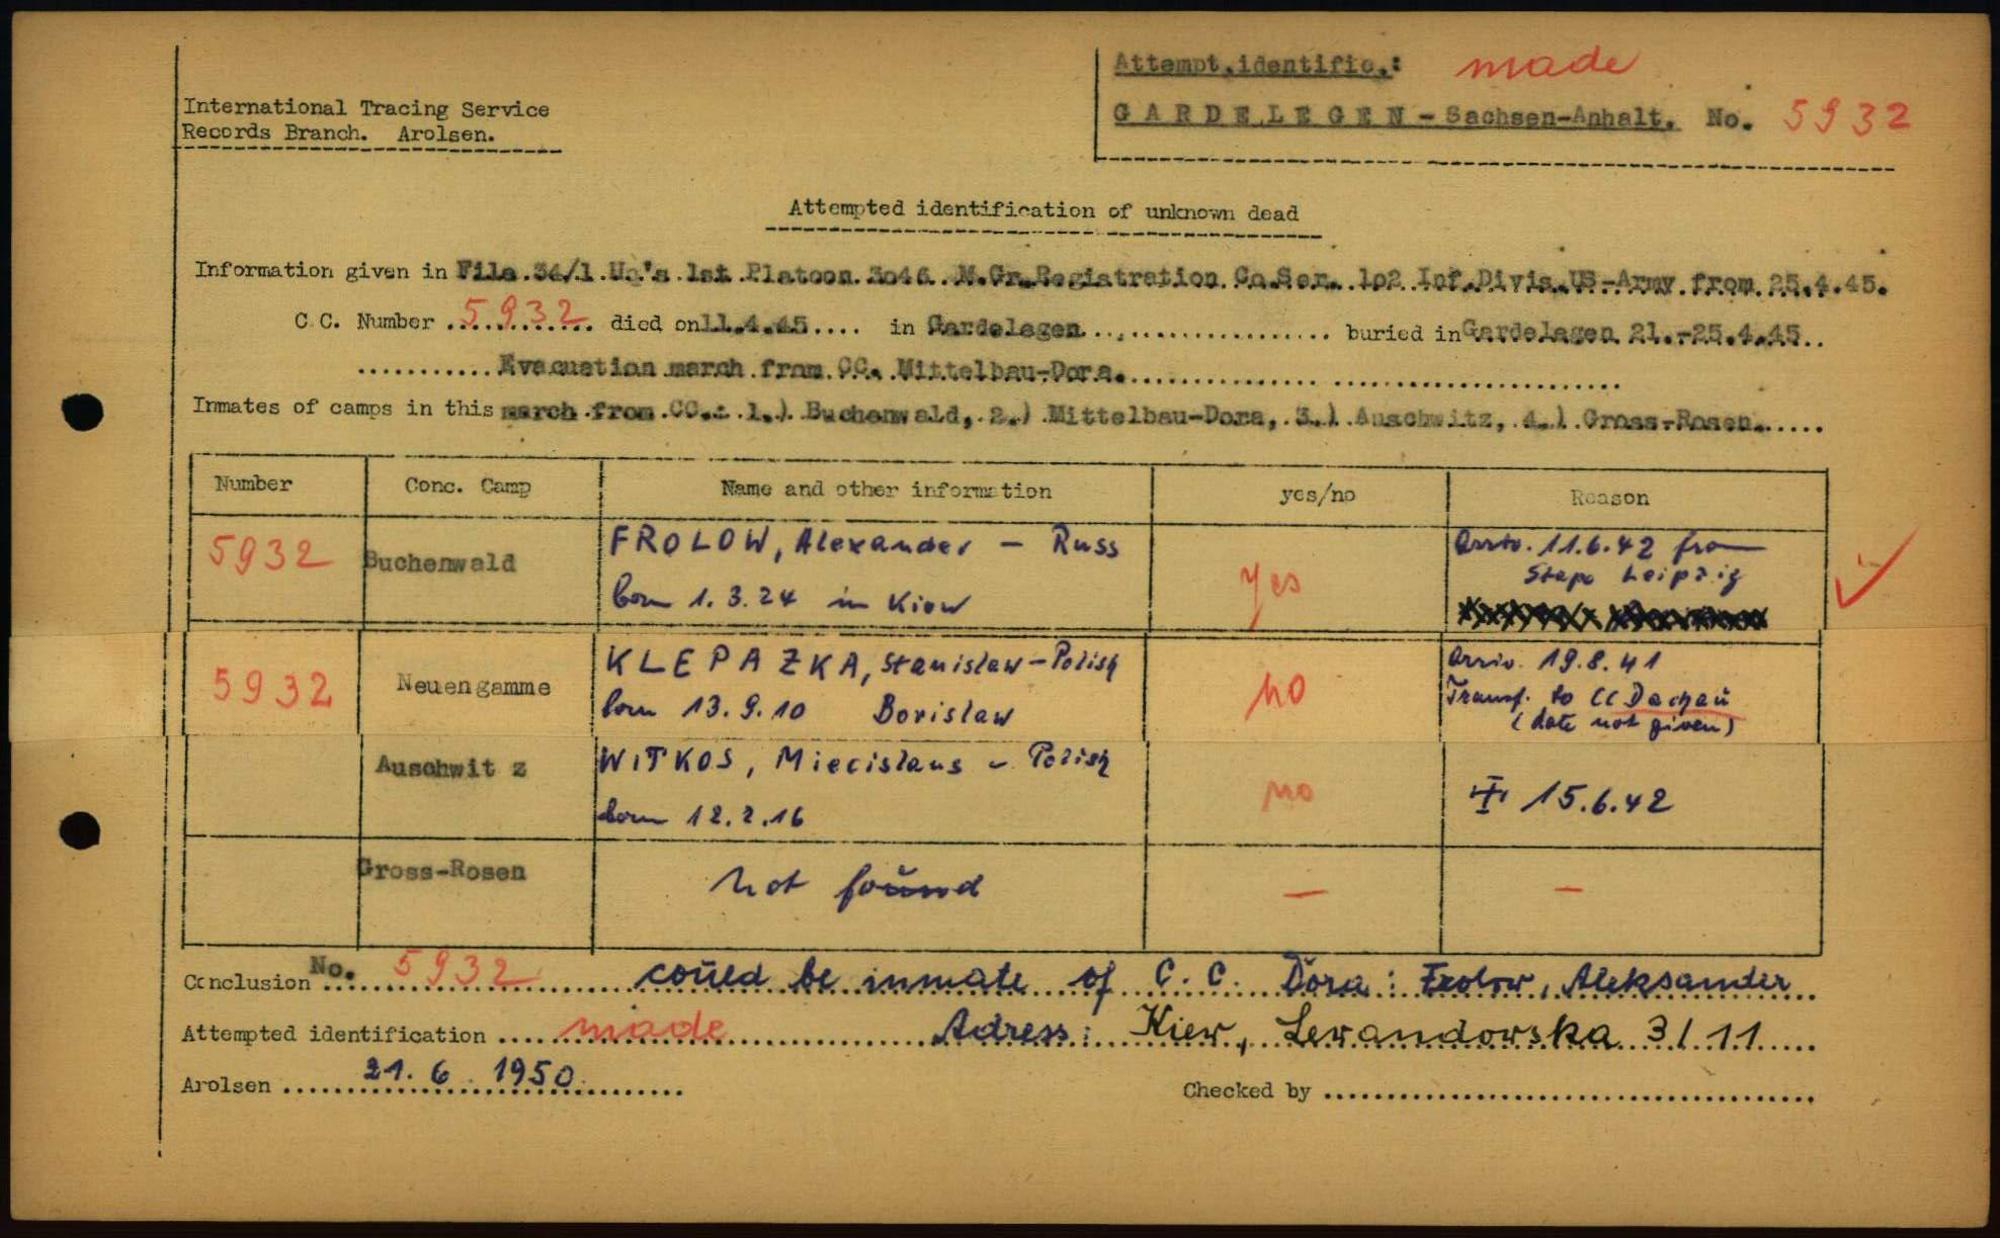 Attempt.identific.: made
International Tracing Service
Records Branch. Arolsen.
GARDELEGEN - Sachsen-Anhalt. No. 5932
Attempted identification of unknown dead
Information given in File 34/1 Uq's 1st Platoon 3o46 M.Gr.Registration Co.Ser. 1o2 Inf.Divis.US-Army from 25.4.45.
C.C. Number 5932 died on 11.4.45 .... in Gardelegen ........ buried in Gardelegen 21.-25.4.45..
........... Evacuation march from CC. Mittelbau-Dora. ........
Inmates of camps in this march from CC.: 1.) Buchenwald, 2.) Mittelbau-Dora, 3.) Auschwitz, 4.) Gross-Rosen. .....
Number Conc. Camp Name and other information yes/no Reason
5932 Buchenwald FROLOW, Alexander - Russ yes Arriv. 11.6.42 from
born 1.3.24 in Kiow Stapo Leipzig
5932 Neuengamme KLEPAZKA, Stanislaw - Polish no Arriv. 19.8.41
born 13.9.10 Borislaw Transf. to CC Dachau
(date not given)
Auschwitz WITKOS, Miecislaus - Polish no
born 12.2.16 15.6.42
Gross-Rosen not found — —
Conclusion No. 5932 could be inmate of C.C. Dora: Frolow, Aleksander
Attempted identification .... made Adress: Kiew, Lewandowska 3/11
Arolsen 21.6.1950 Checked by ........